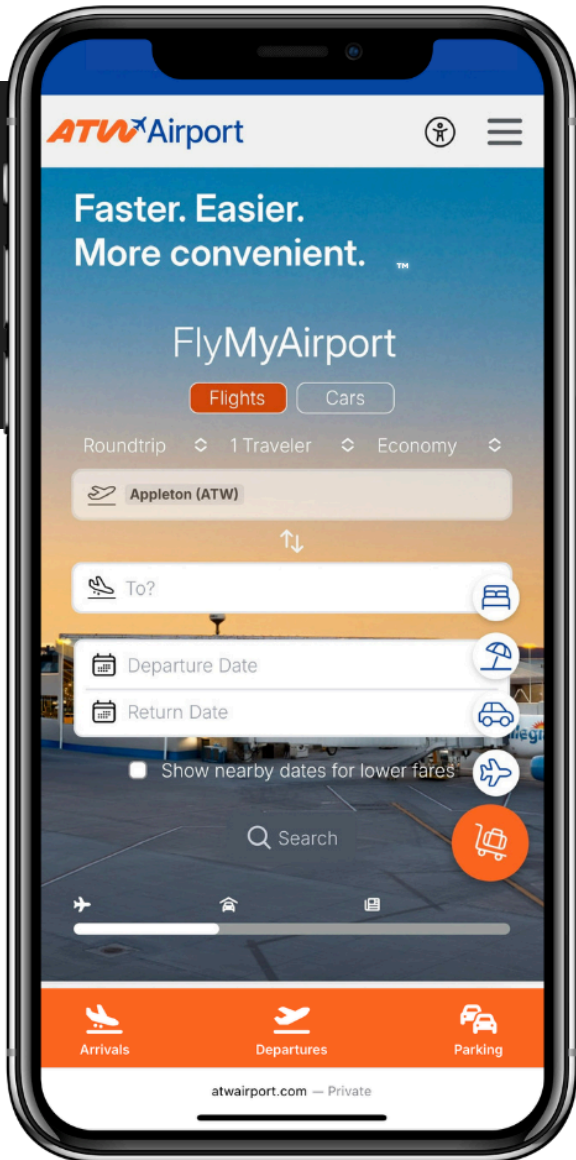 ATW Airport
Faster. Easier.
More convenient. ™
FlyMyAirport
Flights Cars
Roundtrip 1 Traveler Economy
Appleton (ATW)
To?
Departure Date
Return Date
Show nearby dates for lower fares
Search
Arrivals Departures Parking
atwairport.com — Private